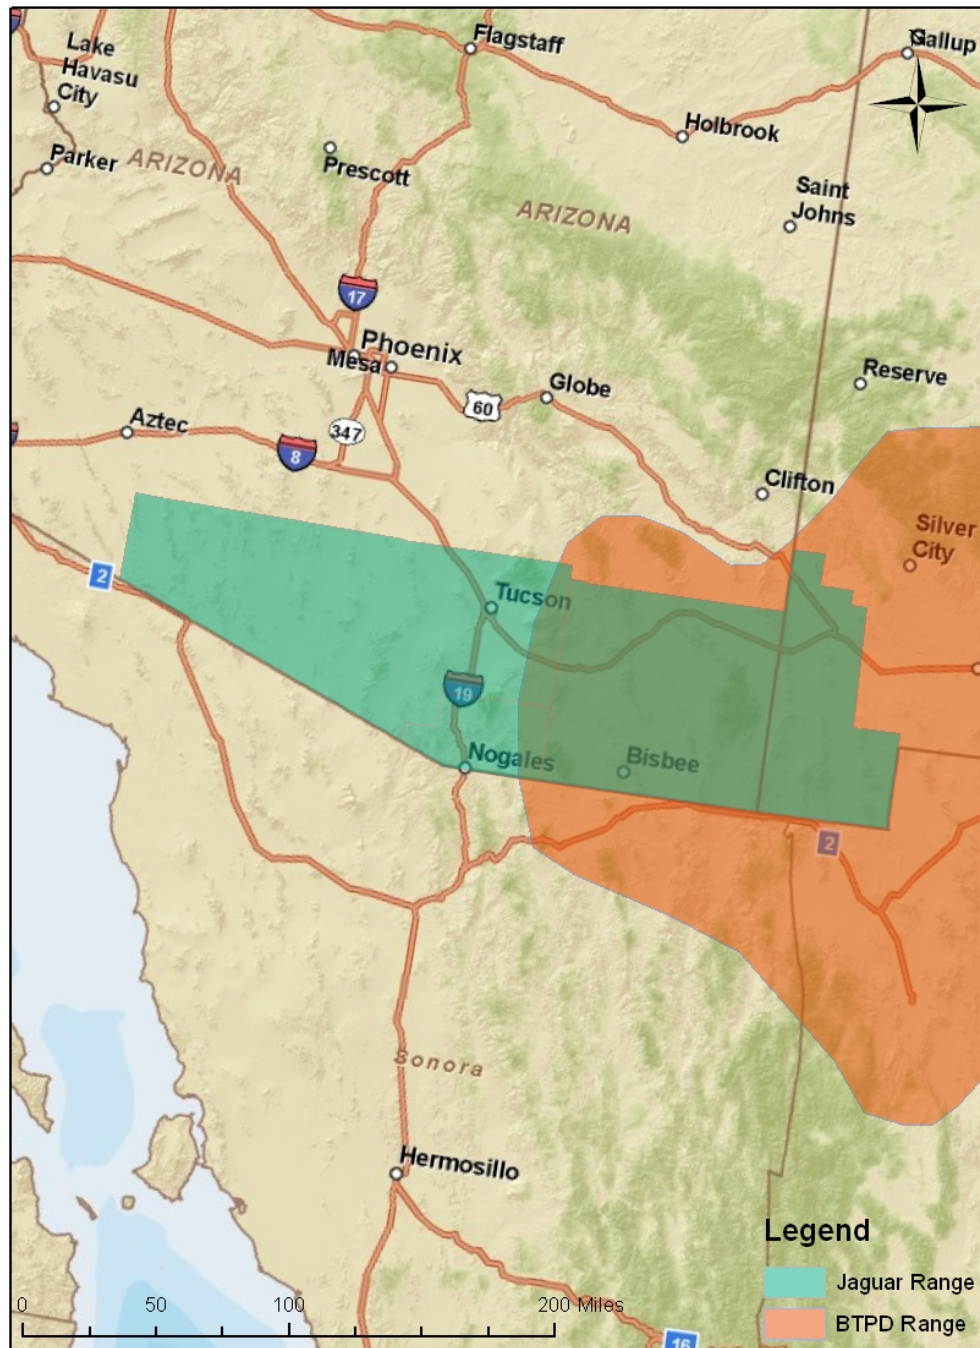 Flagstaff
Gallup
Lake
Havasu
City
Holbrook
Parker
ARIZONA
Prescott
Saint
Johns
ARIZONA
17
Phoenix
Mesa
Reserve
Globe
60
Aztec
347
8
Clifton
Silver
City
2
Tucson
19
Nogales
Bisbee
2
Sonora
Hermosillo
Legend
Jaguar Range
BTPD Range
0 50 100 200 Miles
16